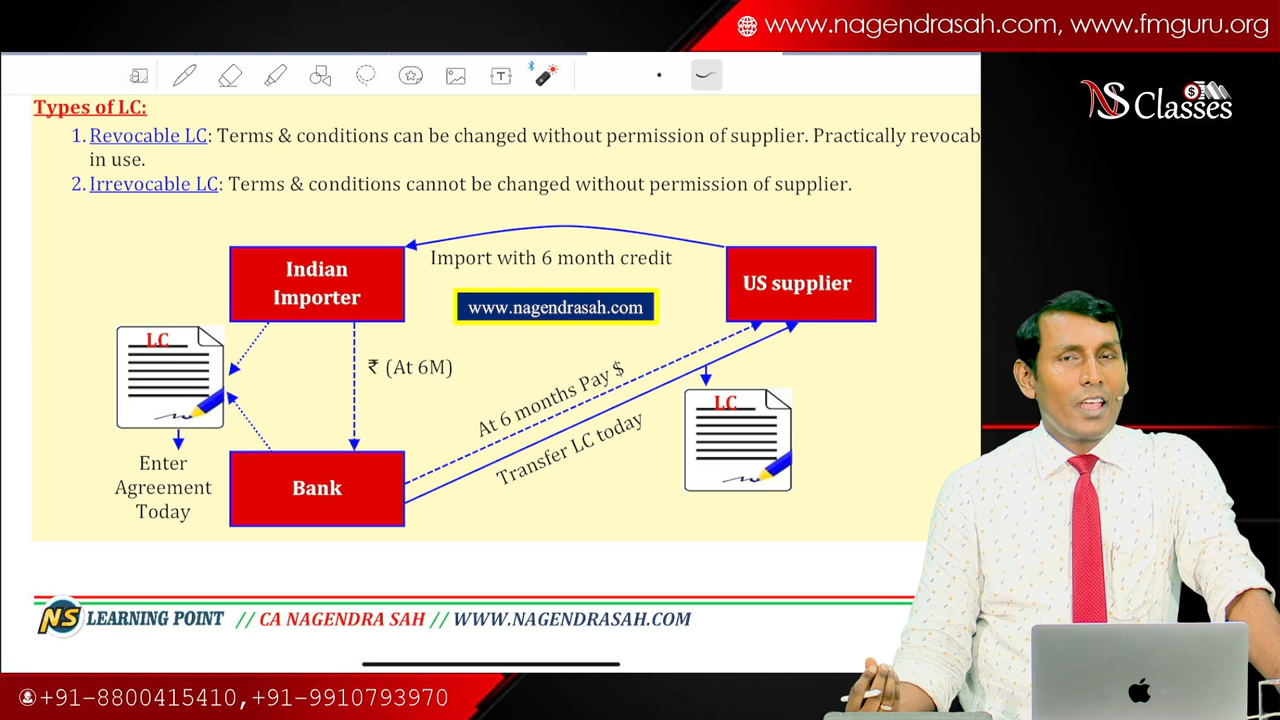 www.nagendrasah.com, www.fmguru.org
NS Classes
Types of LC:
1. Revocable LC: Terms & conditions can be changed without permission of supplier. Practically revocab
in use.
2. Irrevocable LC: Terms & conditions cannot be changed without permission of supplier.
Import with 6 month credit
Indian
Importer
US supplier
www.nagendrasah.com
LC
₹ (At 6M)
At 6 months Pay $
Transfer LC today
LC
Enter
Agreement
Today
Bank
NS LEARNING POINT // CA NAGENDRA SAH // WWW.NAGENDRASAH.COM
+91-8800415410,+91-9910793970